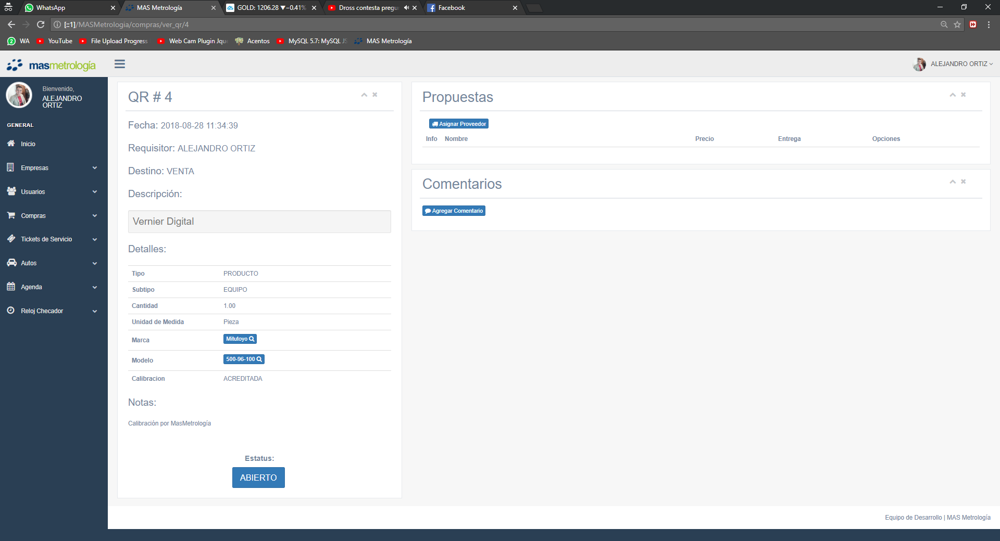 WhatsApp
MAS Metrología
GOLD: 1206.28 ▼−0.41%
Dross contesta pregu
Facebook
[::1]/MASMetrologia/compras/ver_qr/4
2 WA
YouTube
File Upload Progress
Web Cam Plugin Jqu
Acentos
MySQL 5.7: MySQL JS
MAS Metrología
masmetrología
ALEJANDRO ORTIZ
Bienvenido,
ALEJANDRO
ORTIZ
GENERAL
Inicio
Empresas
Usuarios
Compras
Tickets de Servicio
Autos
Agenda
Reloj Checador
QR # 4
Fecha: 2018-08-28 11:34:39
Requisitor: ALEJANDRO ORTIZ
Destino: VENTA
Descripción:
Vernier Digital
Detalles:
Tipo PRODUCTO
Subtipo EQUIPO
Cantidad 1.00
Unidad de Medida Pieza
Marca Mitutoyo
Modelo 500-96-100
Calibracion ACREDITADA
Notas:
Calibración por MasMetrología
Estatus:
ABIERTO
Propuestas
Asignar Proveedor
Info Nombre Precio Entrega Opciones
Comentarios
Agregar Comentario
Equipo de Desarrollo | MAS Metrología